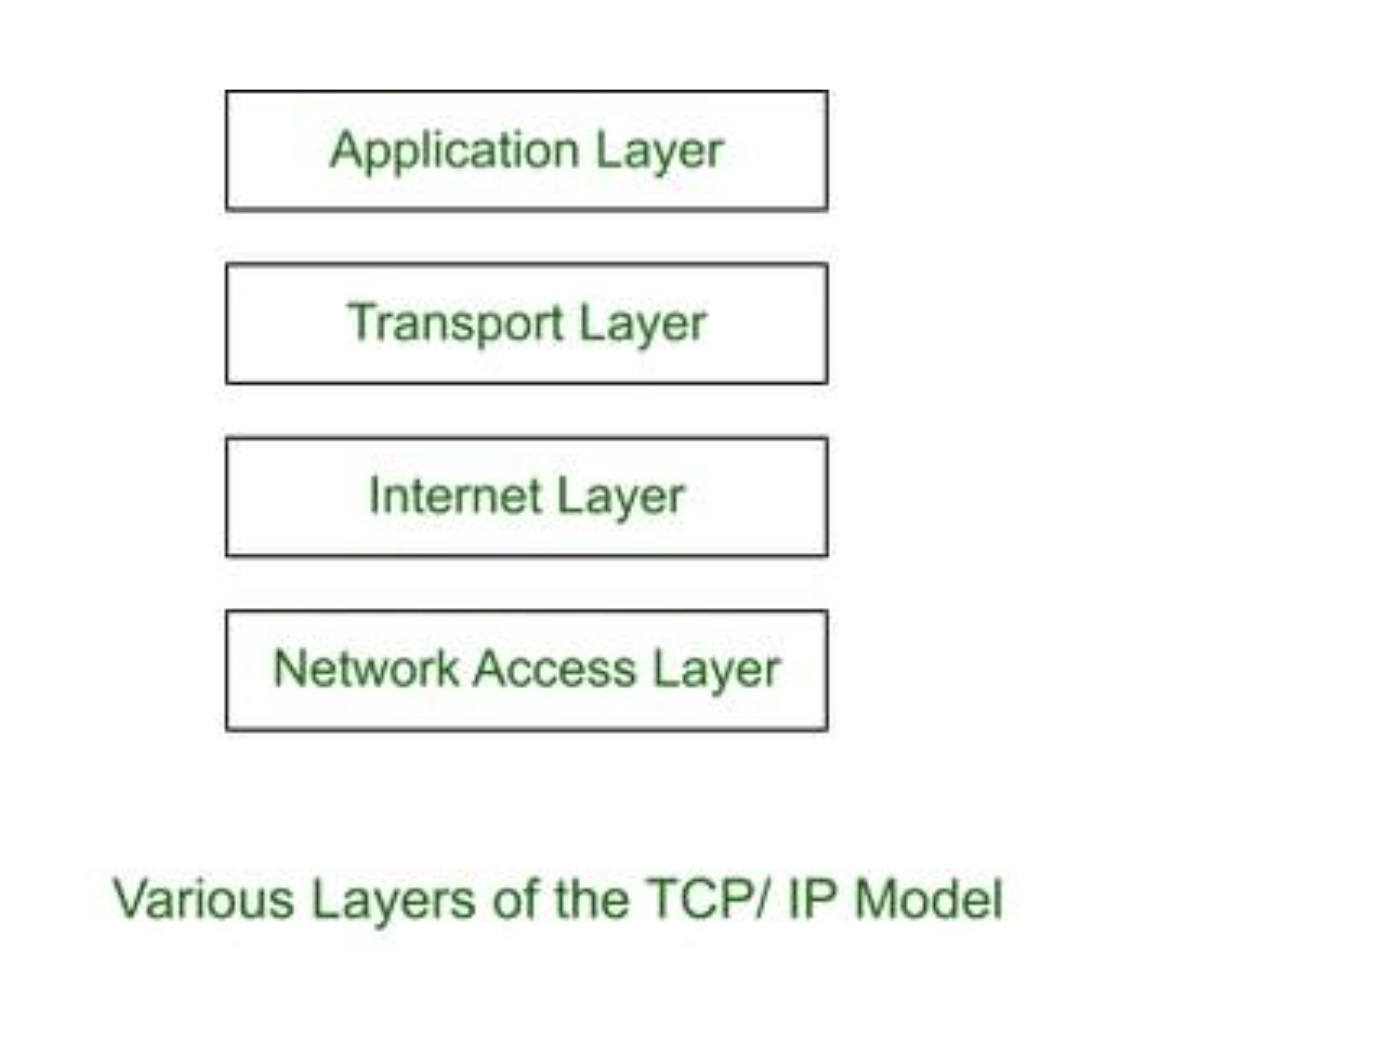 Application Layer
Transport Layer
Internet Layer
Network Access Layer
Various Layers of the TCP/ IP Model